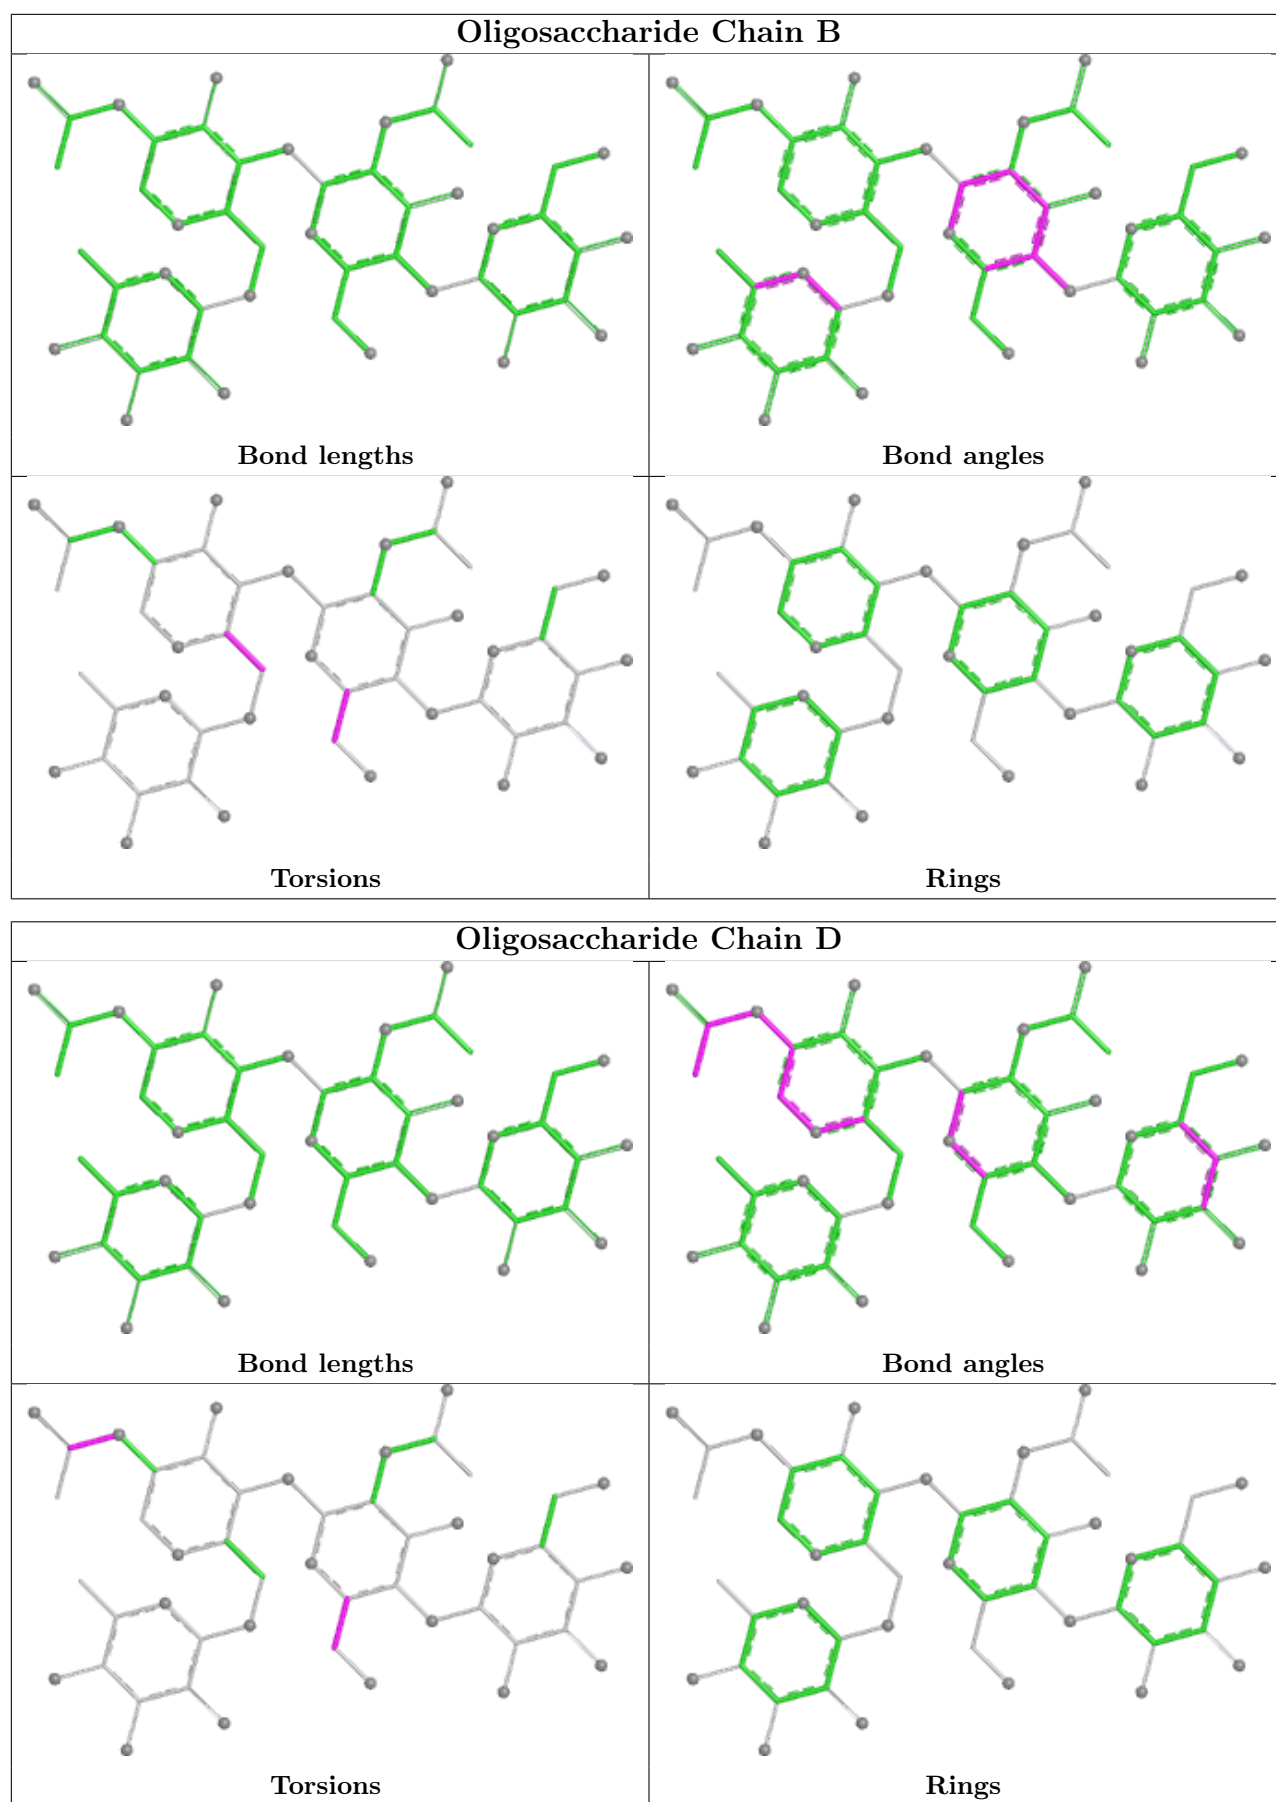 Oligosaccharide Chain B
Bond lengths
Bond angles
Torsions
Rings
Oligosaccharide Chain D
Bond lengths
Bond angles
Torsions
Rings